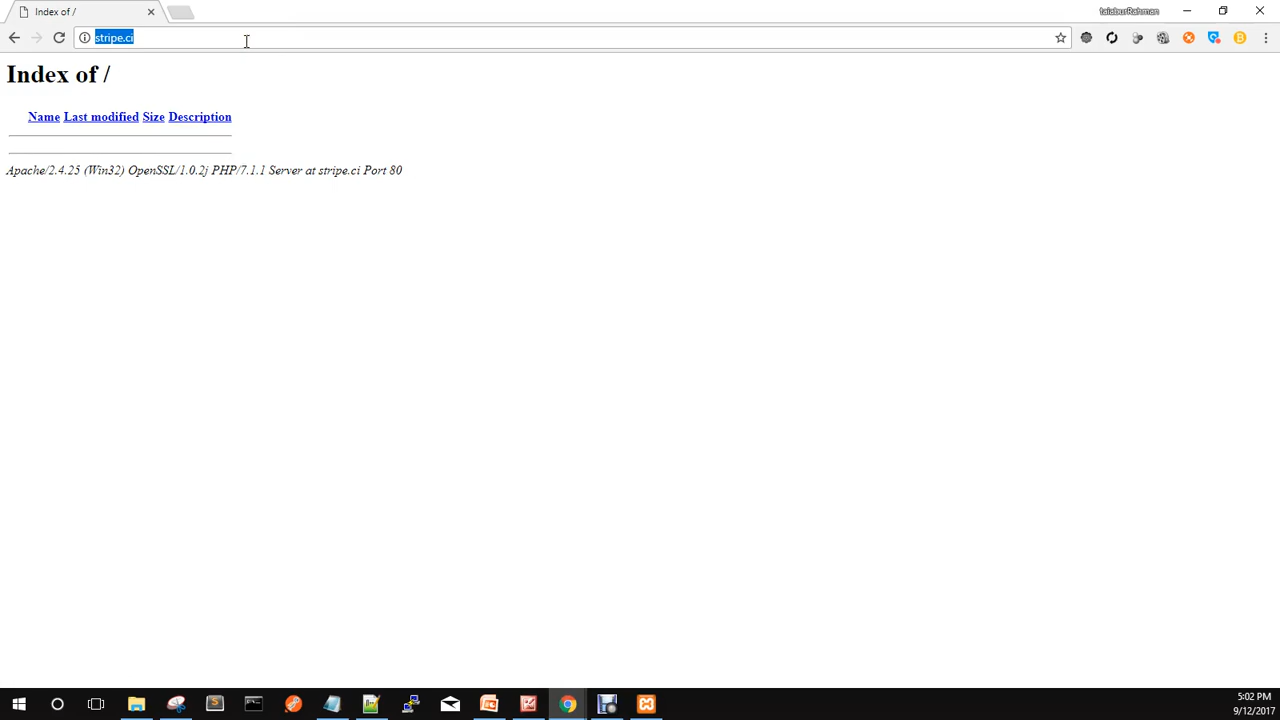 Index of /
taiaburRahman
stripe.ci
Index of /
Name Last modified Size Description
Apache/2.4.25 (Win32) OpenSSL/1.0.2j PHP/7.1.1 Server at stripe.ci Port 80
5:02 PM
9/12/2017